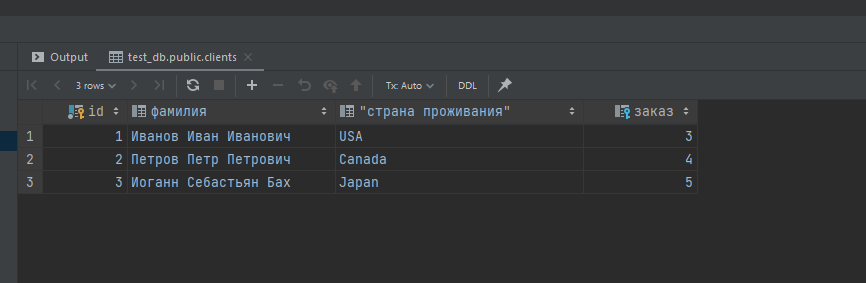 Output test_db.public.clients
3 rows Tx: Auto DDL
id фамилия "страна проживания" заказ
1 1 Иванов Иван Иванович USA 3
2 2 Петров Петр Петрович Canada 4
3 3 Иоганн Себастьян Бах Japan 5